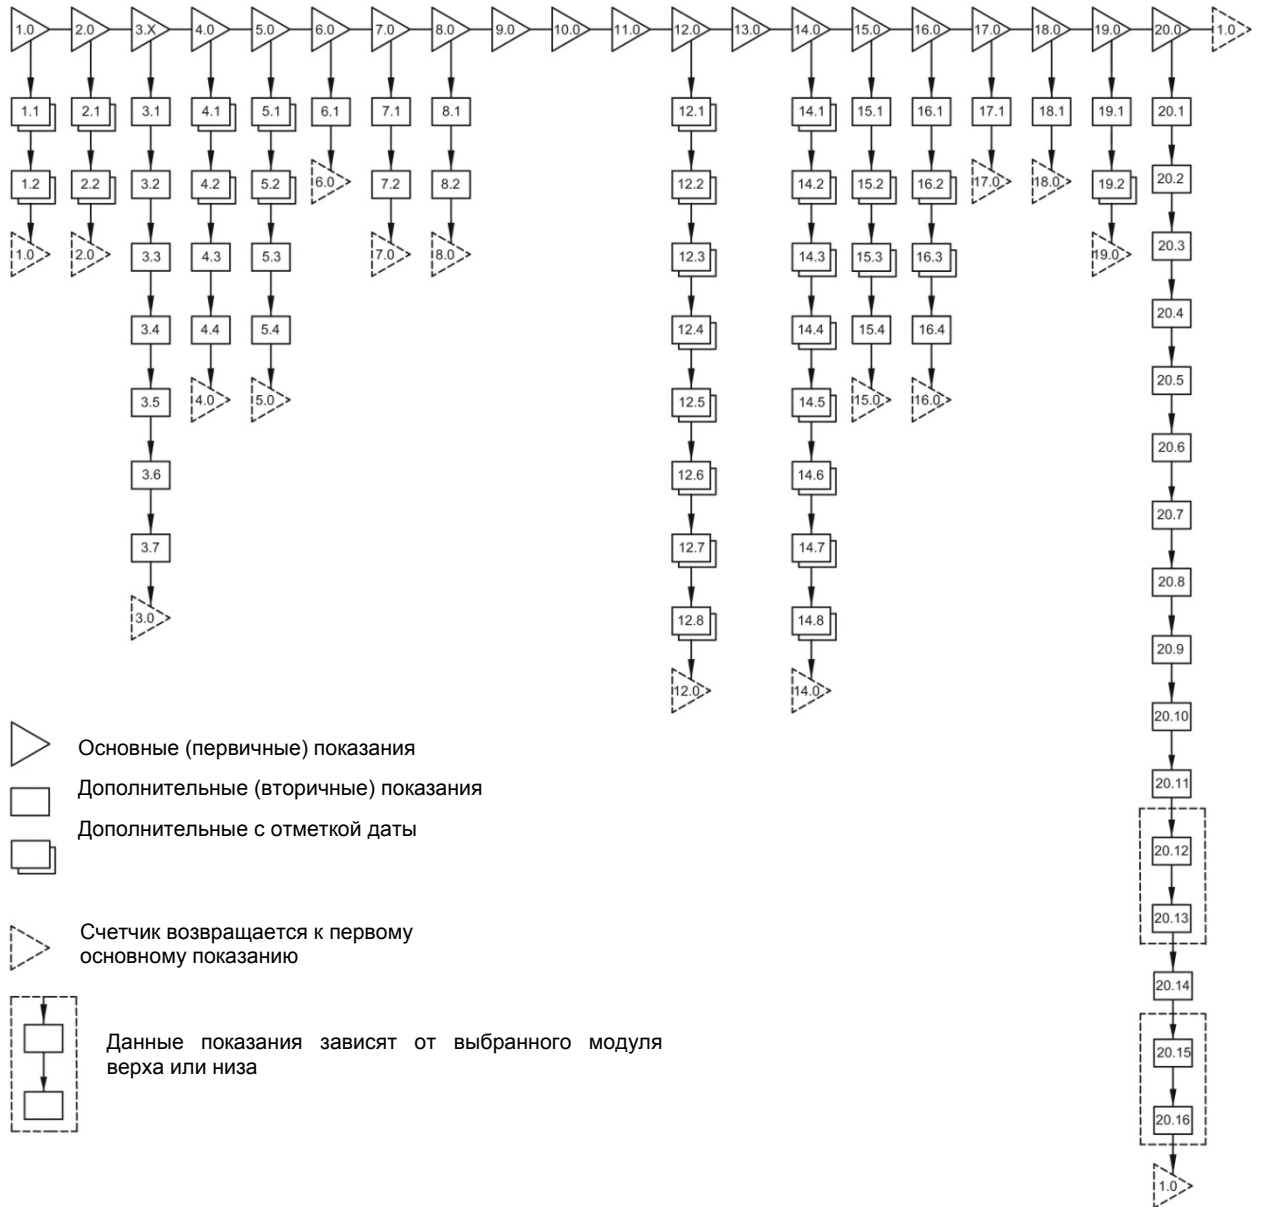 1.0 2.0 3.X 4.0 5.0 6.0 7.0 8.0 9.0 10.0 11.0 12.0 13.0 14.0 15.0 16.0 17.0 18.0 19.0 20.0 1.0
1.1 2.1 3.1 4.1 5.1 6.1 7.1 8.1 12.1 14.1 15.1 16.1 17.1 18.1 19.1 20.1
1.2 2.2 3.2 4.2 5.2 6.0 7.2 8.2 12.2 14.2 15.2 16.2 17.0 18.0 19.2 20.2
1.0 2.0 3.3 4.3 5.3 7.0 8.0 12.3 14.3 15.3 16.3 19.0 20.3
3.4 4.4 5.4 12.4 14.4 15.4 16.4 20.4
3.5 4.0 5.0 12.5 14.5 15.0 16.0 20.5
3.6 12.6 14.6 20.6
3.7 12.7 14.7 20.7
20.8
3.0 12.8 14.8
20.9
12.0 14.0
20.10
Основные (первичные) показания
20.11
Дополнительные (вторичные) показания
Дополнительные с отметкой даты
20.12
20.13
Счетчик возвращается к первому
основному показанию
20.14
Данные показания зависят от выбранного модуля
верха или низа
20.15
20.16
1.0